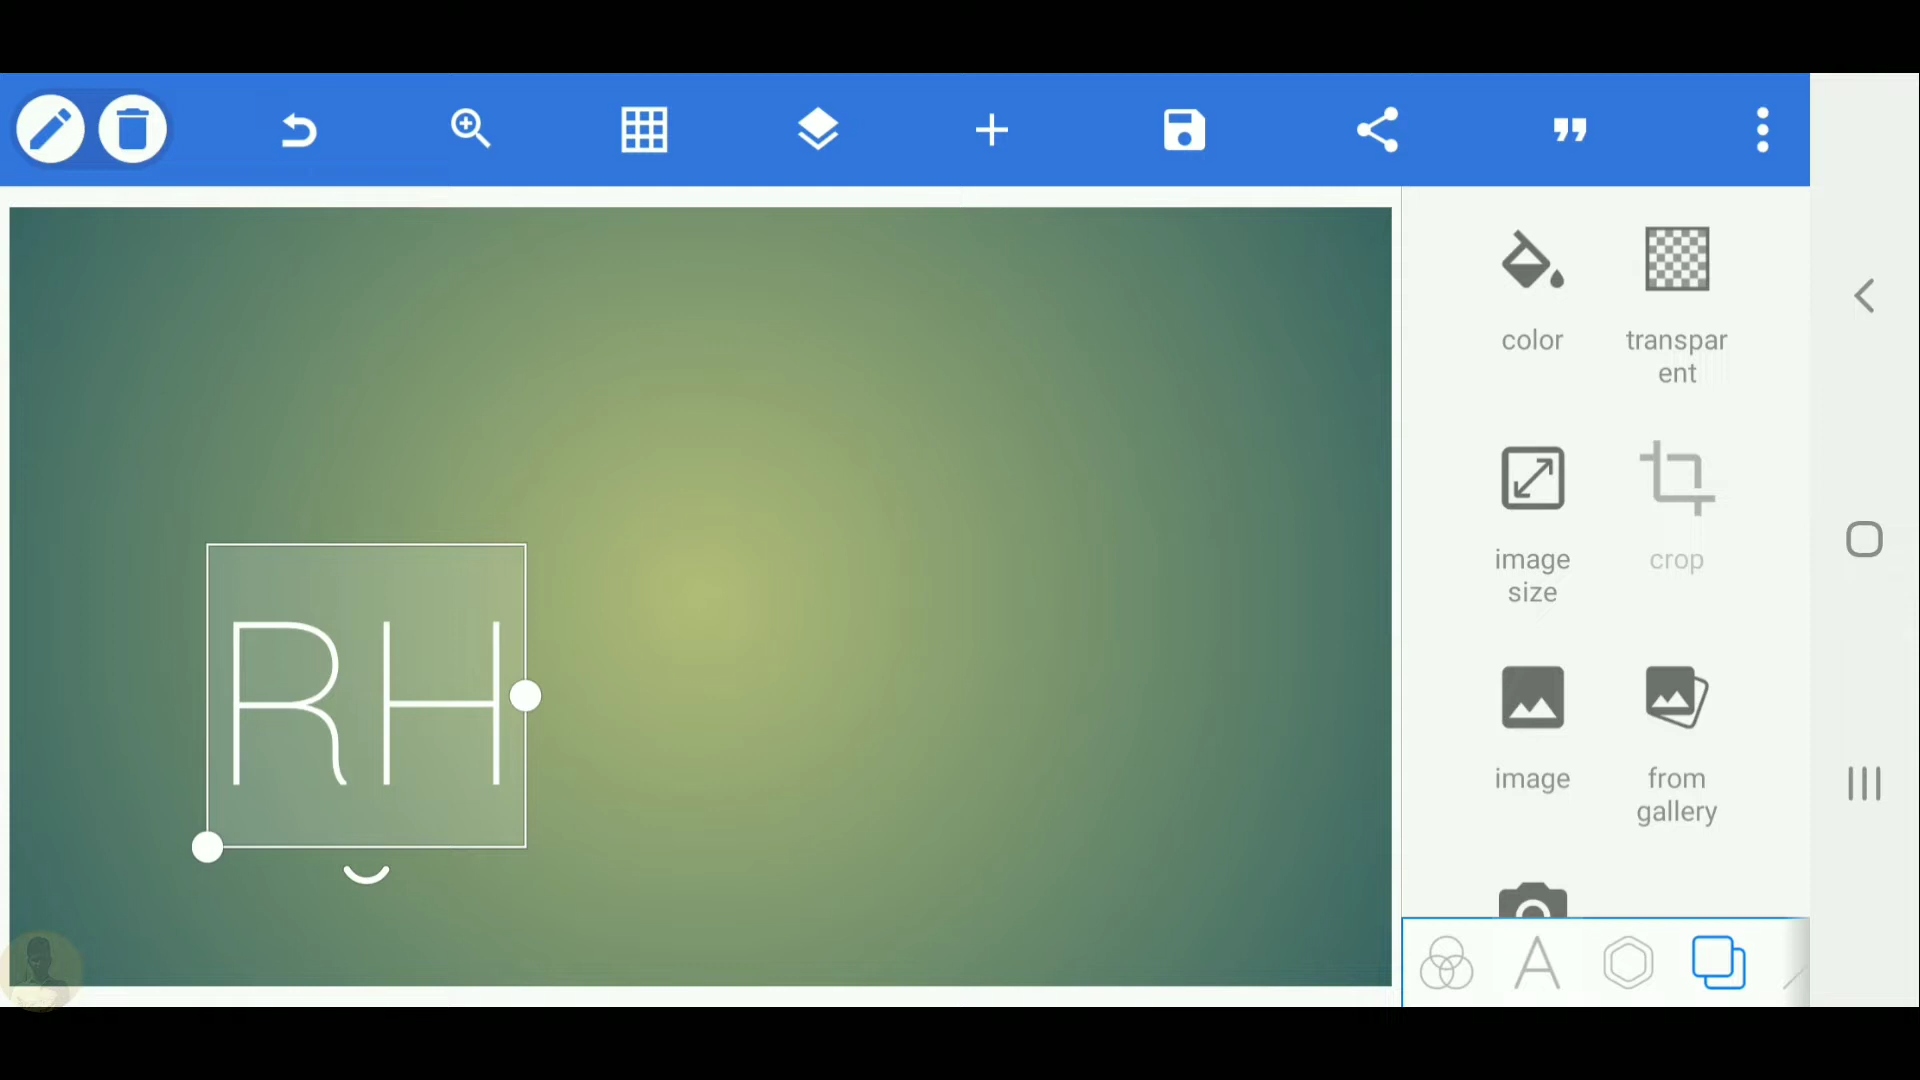 color
transpar
ent
image
size
crop
RH
image
from
gallery